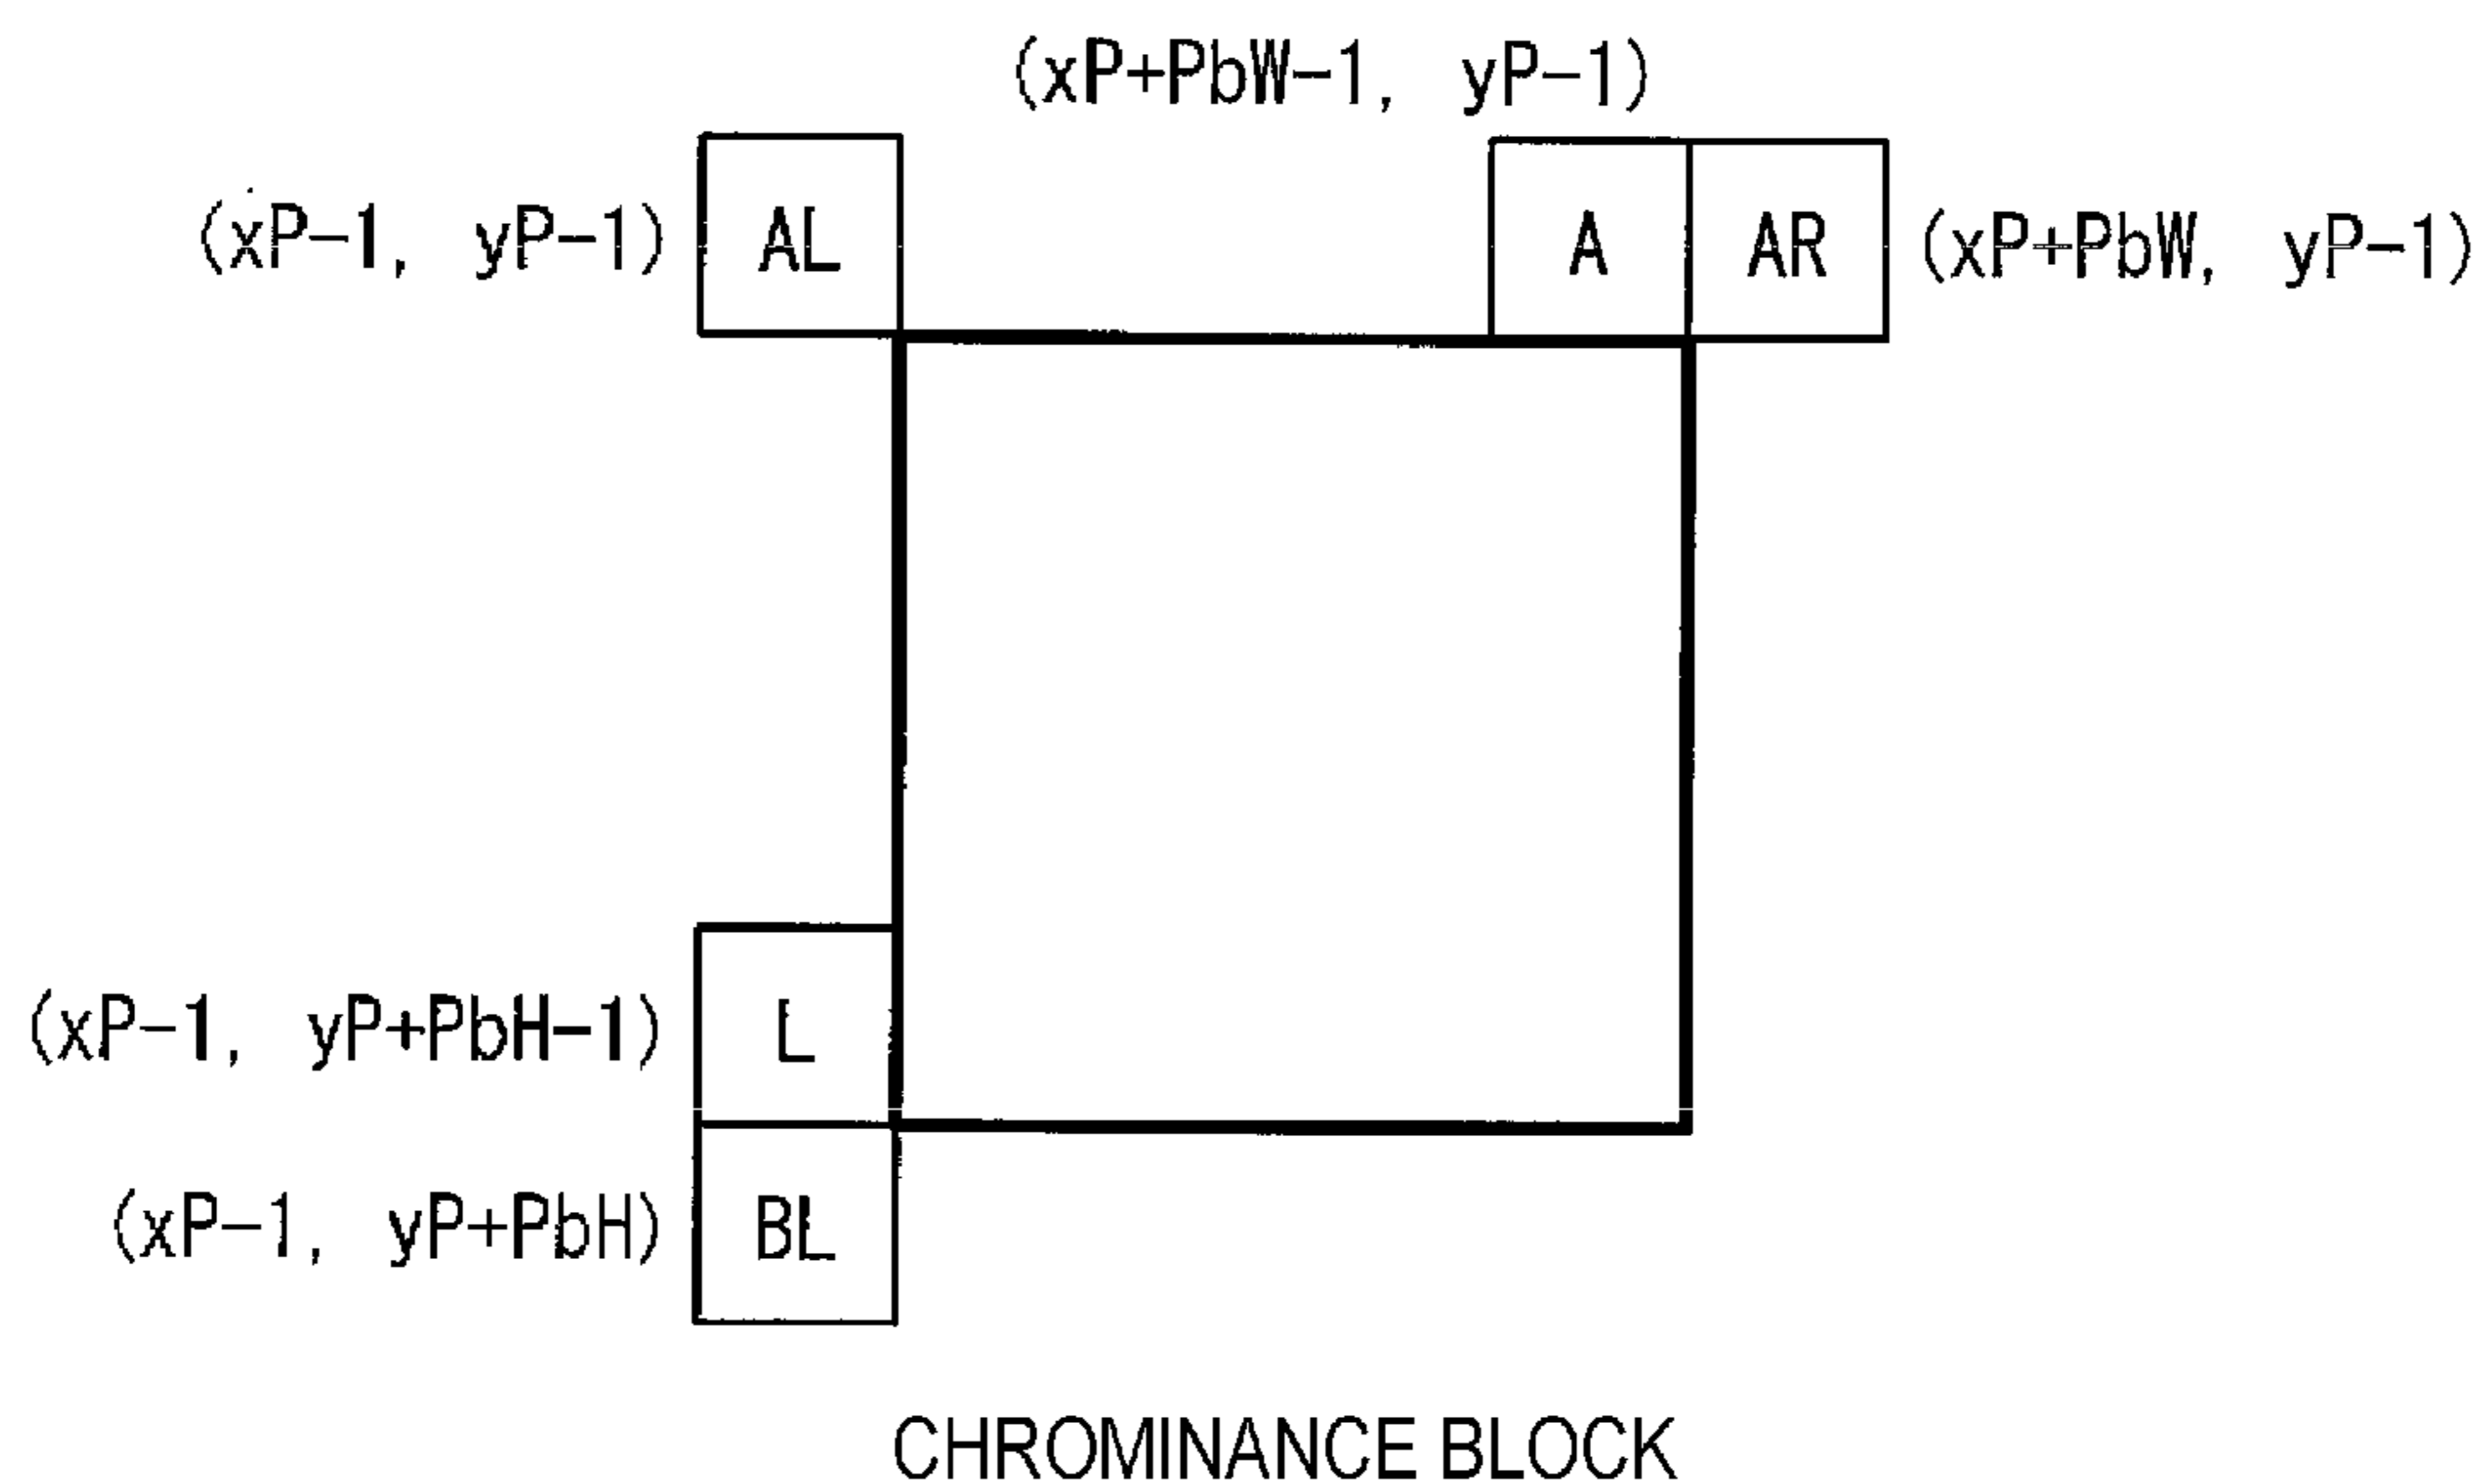 (xP+PbW-1, yP-1)
(xP-1, yP-1) AL A AR (xP+PbW, yP-1)
(xP-1, yP+PbH-1) L
(xP-1, yP+PbH) BL
CHROMINANCE BLOCK